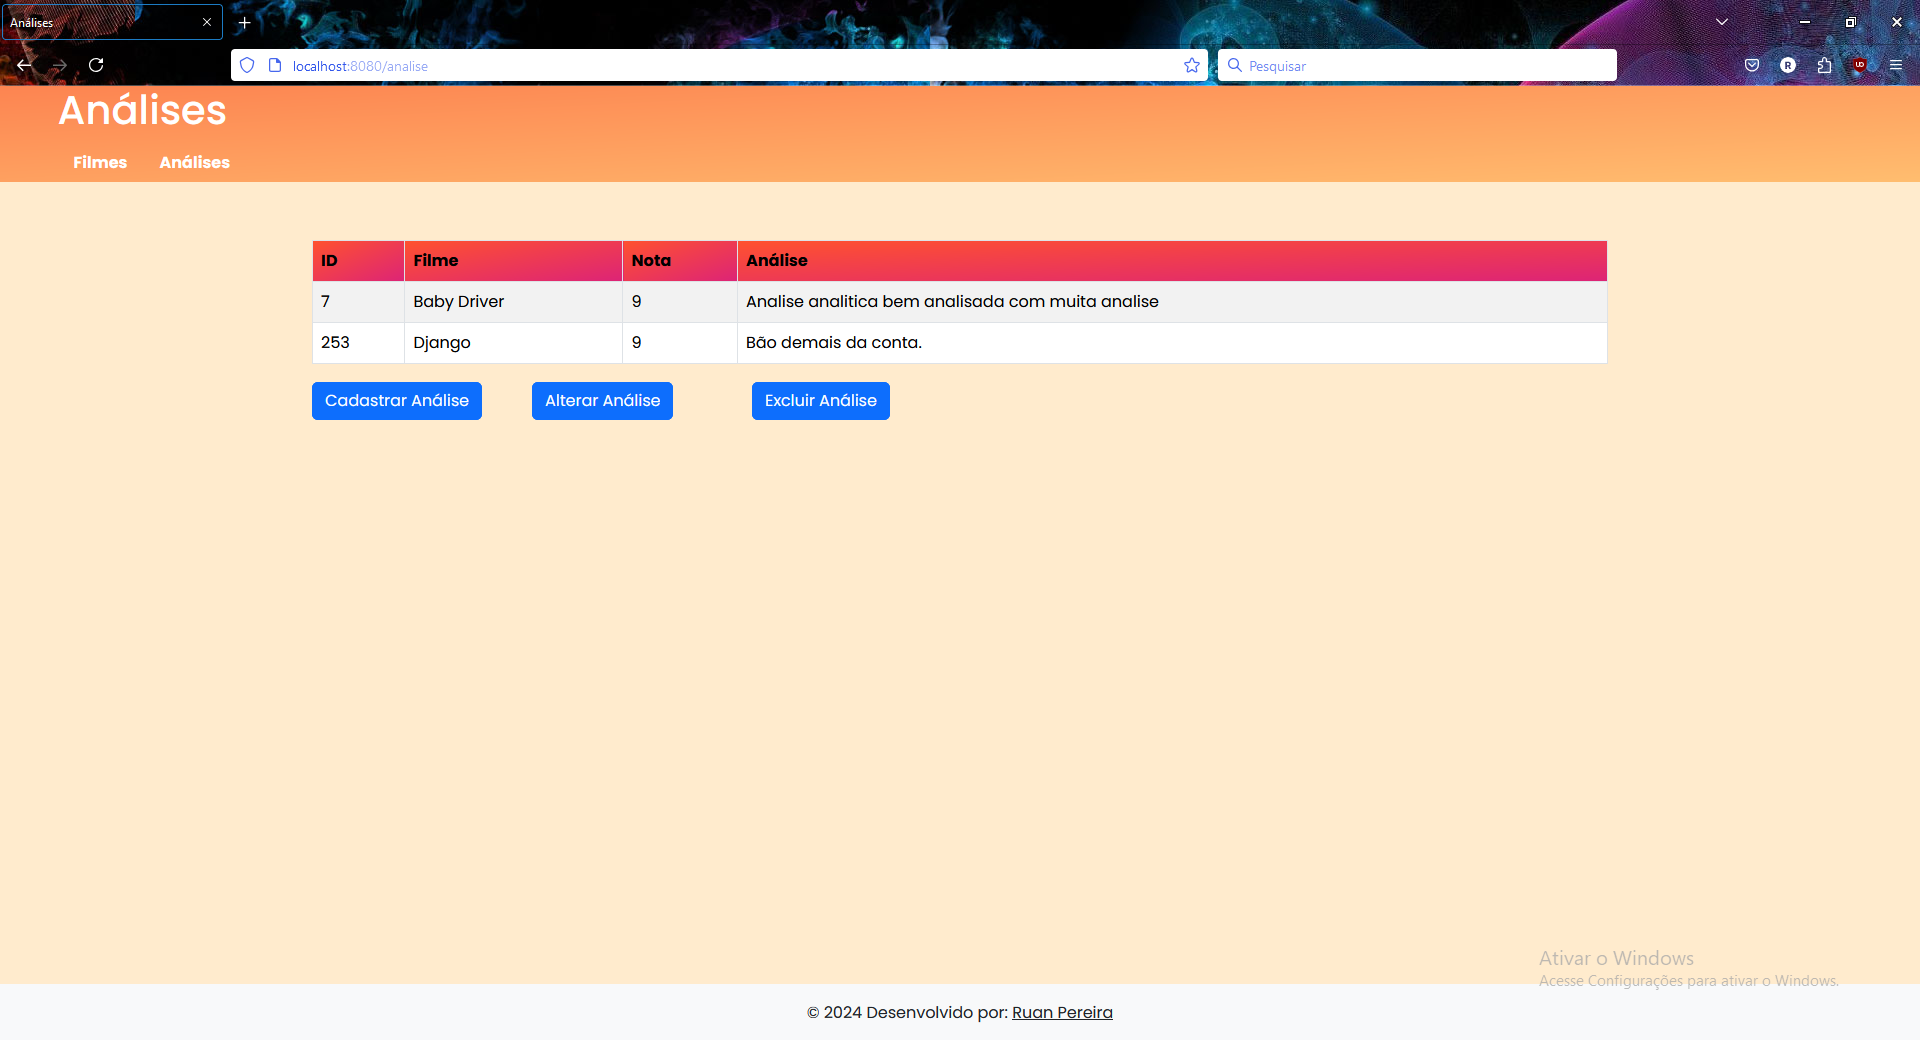 Análises
localhost:8080/analise
Pesquisar
R
UD
Análises
Filmes Análises
ID Filme Nota Análise
7 Baby Driver 9 Analise analitica bem analisada com muita analise
253 Django 9 Bão demais da conta.
Cadastrar Análise Alterar Análise Excluir Análise
Ativar o Windows
Acesse Configurações para ativar o Windows.
© 2024 Desenvolvido por: Ruan Pereira